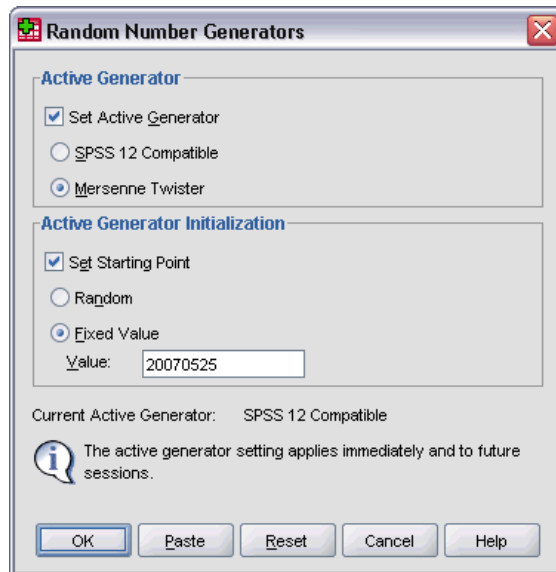 Random Number Generators
Active Generator
Set Active Generator
SPSS 12 Compatible
Mersenne Twister
Active Generator Initialization
Set Starting Point
Random
Fixed Value
Value: 20070525
Current Active Generator: SPSS 12 Compatible
The active generator setting applies immediately and to future
sessions.
OK Paste Reset Cancel Help